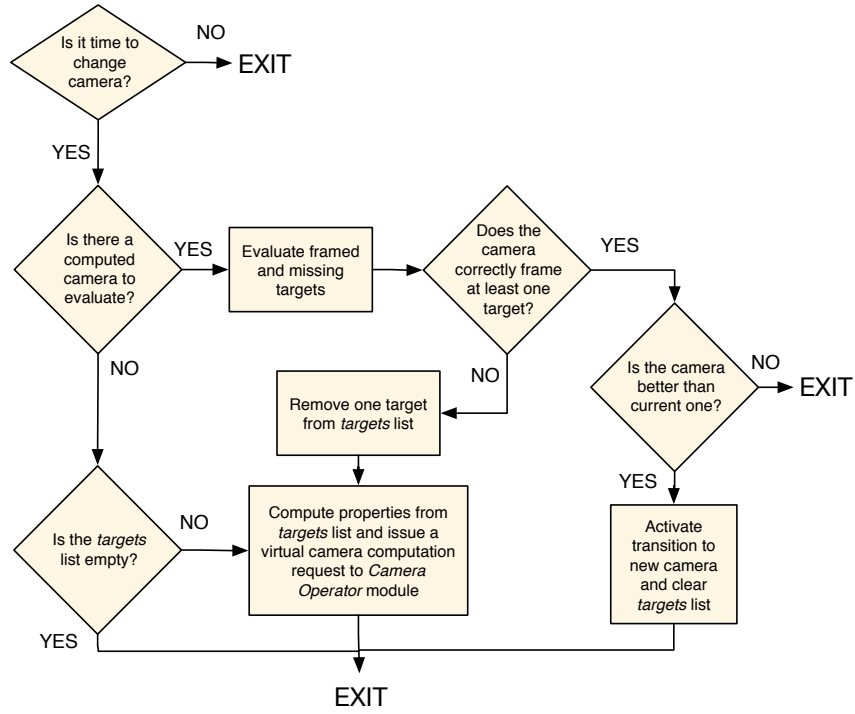 Is it time to
change
camera?
NO
EXIT
YES
Is there a
computed
camera to
evaluate?
YES
Evaluate framed
and missing
targets
Does the
camera
correctly frame
at least one
target?
YES
NO
NO
Is the camera
better than
current one?
NO
EXIT
Remove one target
from targets list
YES
Is the targets
list empty?
NO
Compute properties from
targets list and issue a
virtual camera computation
request to Camera
Operator module
Activate
transition to
new camera
and clear
targets list
YES
EXIT